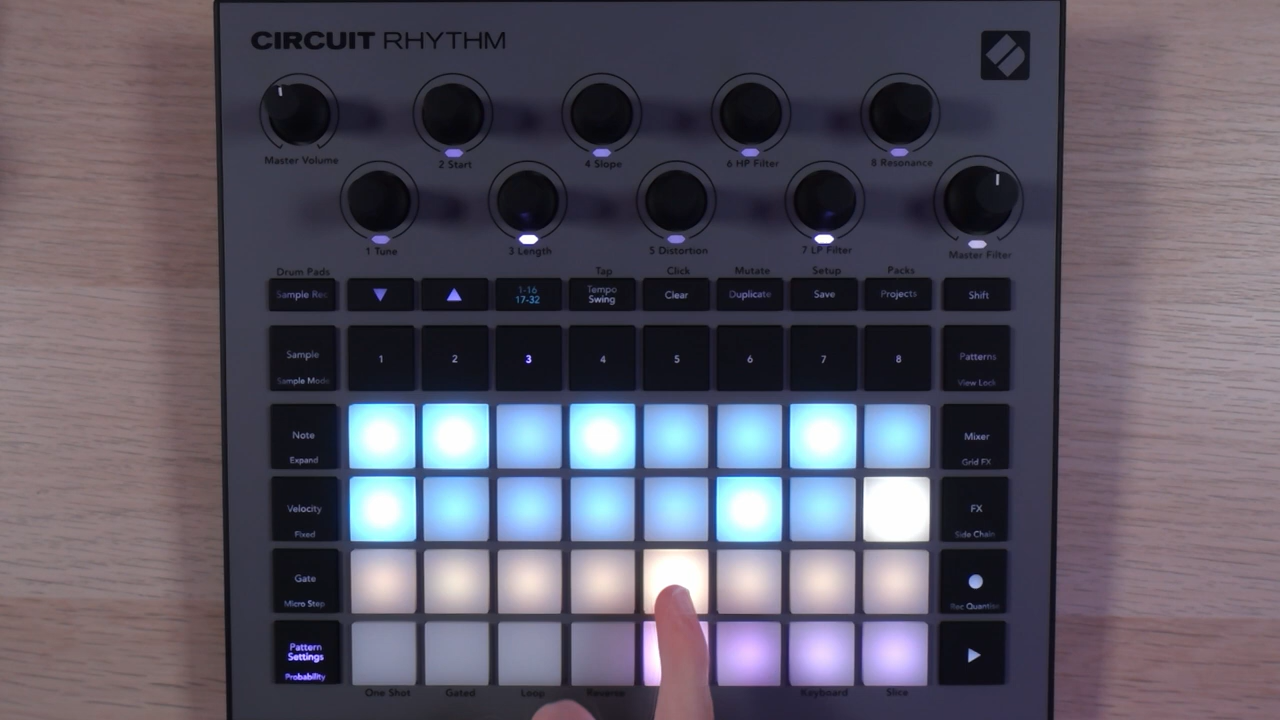 CIRCUIT RHYTHM
Master Volume
2 Start
4 Slope
6 HP Filter
8 Resonance
1 Tune
3 Length
5 Distortion
7 LP Filter
Master Filter
Drum Pads
Tap
Click
Mutate
Setup
Packs
Sample Rec
1-16
17-32
Tempo
Swing
Clear
Duplicate
Save
Projects
Shift
Sample
Sample Mode
1
2
3
4
5
6
7
8
Patterns
View Lock
Note
Expand
Mixer
Grid FX
Velocity
Fixed
FX
Side Chain
Gate
Micro Step
Rec Quantise
Pattern
Settings
Probability
One Shot
Gated
Loop
Reverse
Keyboard
Slice